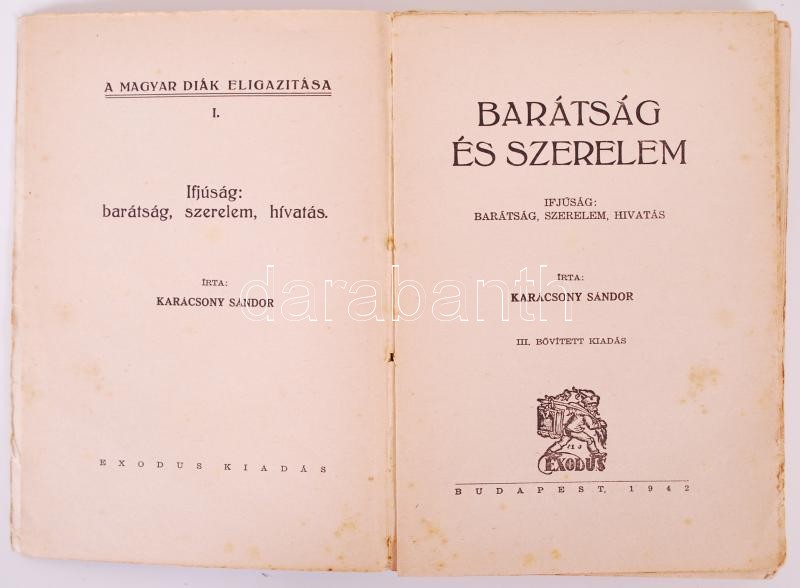 A MAGYAR DIÁK ELIGAZITÁSA
I.
Ifjúság:
barátság, szerelem, hívatás.
ÍRTA:
KARÁCSONY SÁNDOR
EXODUS KIADÁS
BARÁTSÁG
ÉS SZERELEM
IFJÚSÁG:
BARÁTSÁG, SZERELEM, HIVATÁS
ÍRTA:
KARÁCSONY SÁNDOR
III. BŐVÍTETT KIADÁS
EXODUS
BUDAPEST, 1942
darabanth